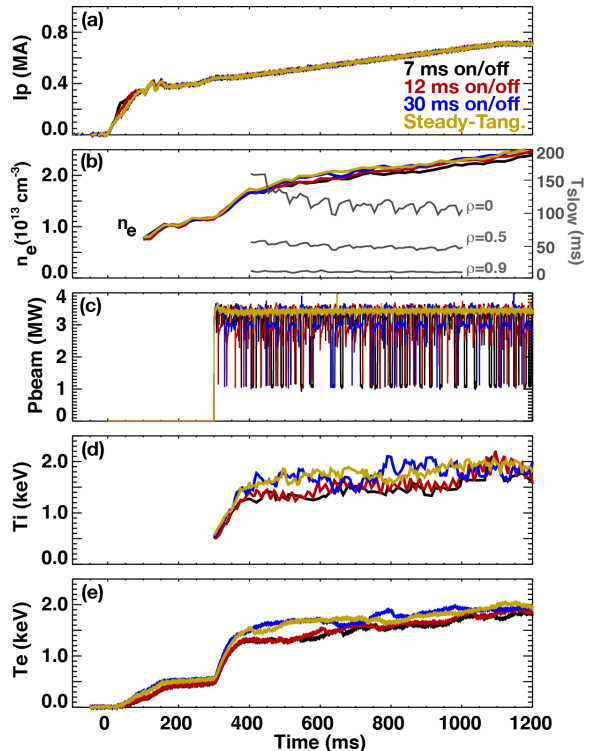 (a)
0.8
0.4
0.0
Ip (MA)
7 ms on/off
12 ms on/off
30 ms on/off
Steady-Tang.
(b)
2.0
1.0
0.0
ne(10^13 cm^-3)
ne
200
150
100
50
0
Tslow (ms)
ρ=0
ρ=0.5
ρ=0.9
(c)
4
3
2
1
0
Pbeam (MW)
(d)
2.0
1.0
0.0
Ti (keV)
(e)
2.0
1.0
0.0
Te (keV)
0 200 400 600 800 1000 1200
Time (ms)